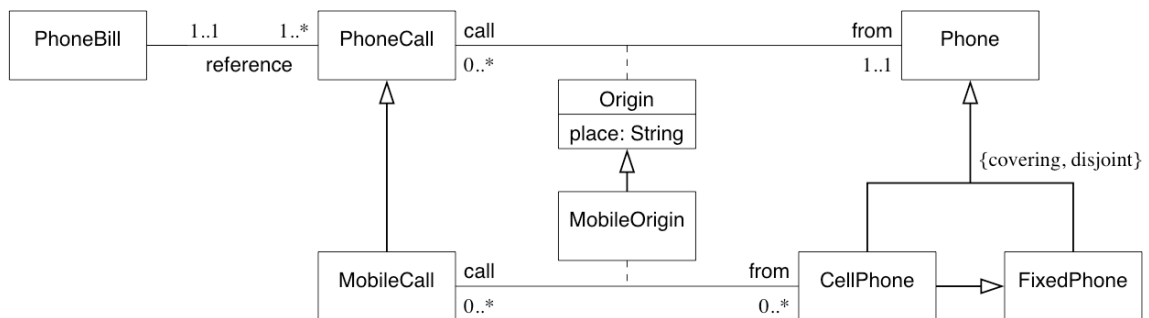 PhoneBill 1..1 1..* PhoneCall call from Phone
reference 0..* 1..1
Origin
place: String
{covering, disjoint}
MobileOrigin
MobileCall call from CellPhone FixedPhone
0..* 0..*